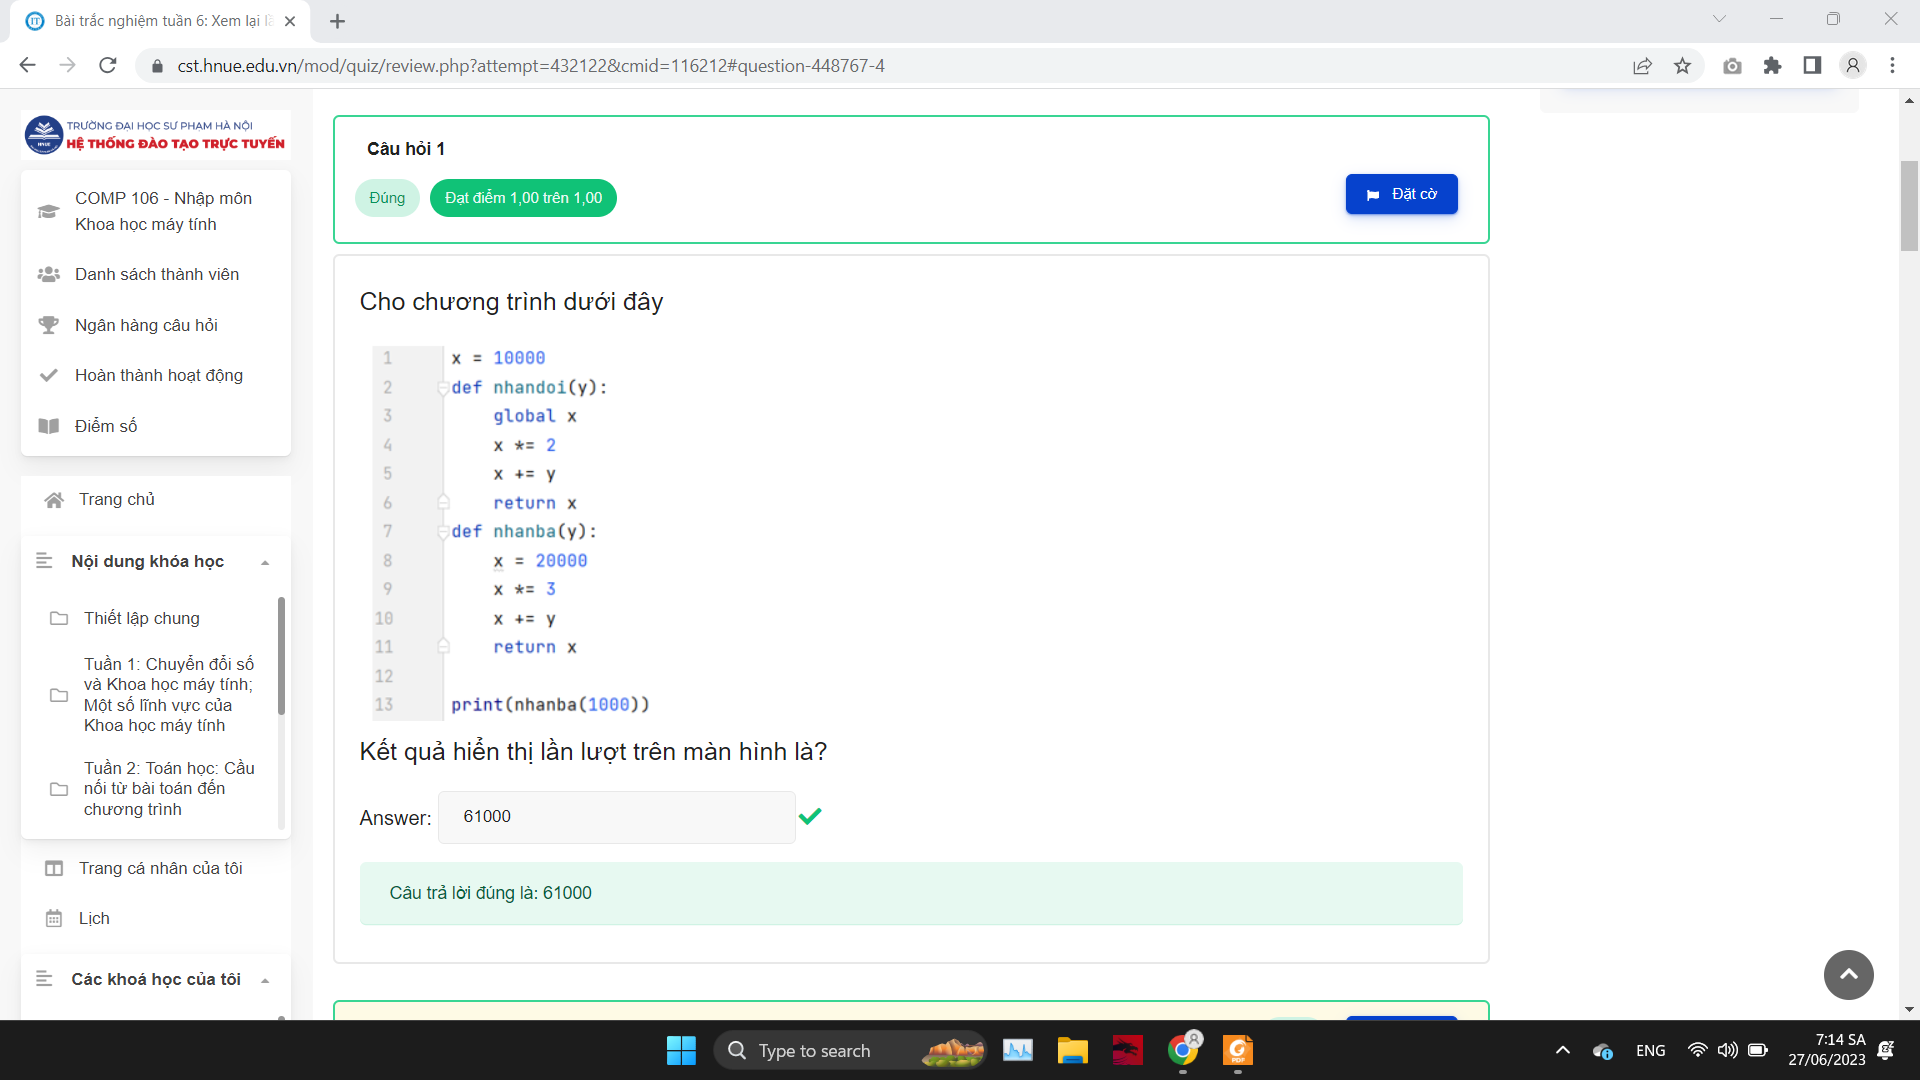 Bài trắc nghiệm tuần 6: Xem lại
cst.hnue.edu.vn/mod/quiz/review.php?attempt=432122&cmid=116212#question-448767-4
TRƯỜNG ĐẠI HỌC SƯ PHẠM HÀ NỘI
HỆ THỐNG ĐÀO TẠO TRỰC TUYẾN
COMP 106 - Nhập môn
Khoa học máy tính
Danh sách thành viên
Ngân hàng câu hỏi
Hoàn thành hoạt động
Điểm số
Trang chủ
Nội dung khóa học
Thiết lập chung
Tuần 1: Chuyển đổi số
và Khoa học máy tính;
Một số lĩnh vực của
Khoa học máy tính
Tuần 2: Toán học: Cầu
nối từ bài toán đến
chương trình
Trang cá nhân của tôi
Lịch
Các khoá học của tôi
Câu hỏi 1
Đúng
Đạt điểm 1,00 trên 1,00
Đặt cờ
Cho chương trình dưới đây
1 x = 10000
2 def nhandoi(y):
3 global x
4 x *= 2
5 x += y
6 return x
7 def nhanba(y):
8 x = 20000
9 x *= 3
10 x += y
11 return x
12
13 print(nhanba(1000))
Kết quả hiển thị lần lượt trên màn hình là?
Answer: 61000
Câu trả lời đúng là: 61000
Type to search
ENG
7:14 SA
27/06/2023